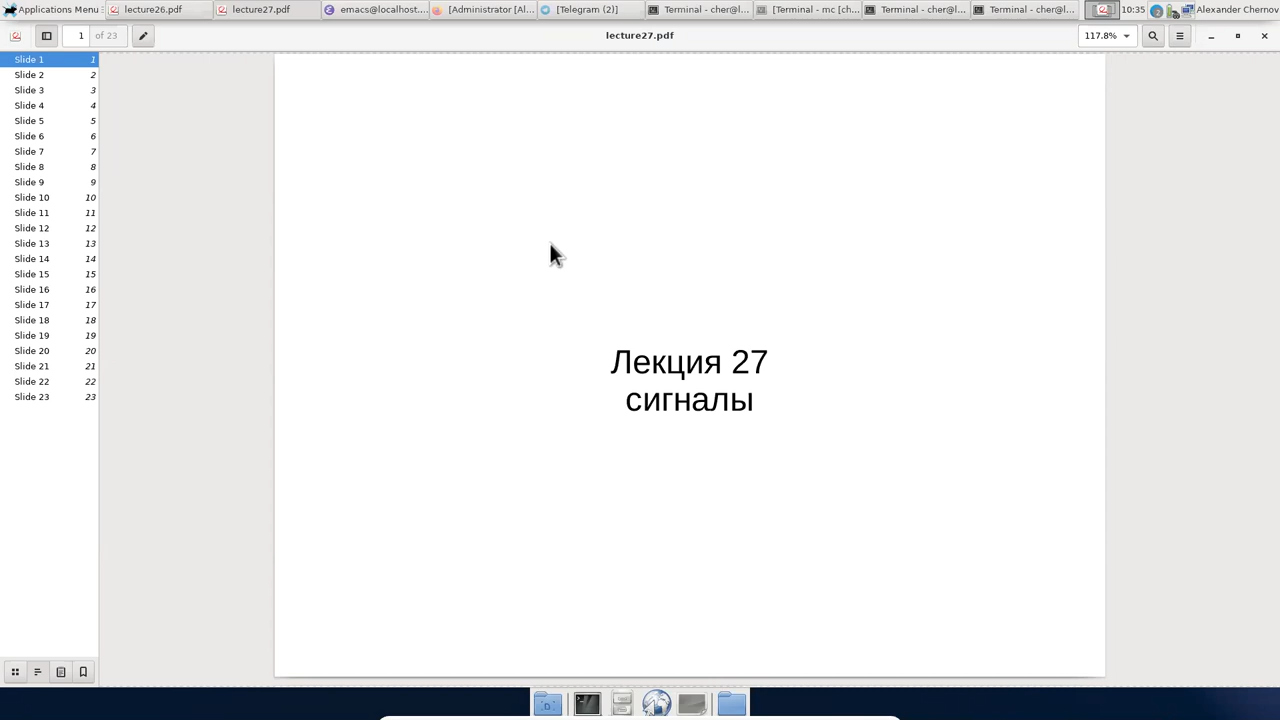 Applications Menu
lecture26.pdf
lecture27.pdf
emacs@localhost....
[Administrator [Al...
[Telegram (2)]
Terminal - cher@l...
[Terminal - mc [ch...
Terminal - cher@l...
Terminal - cher@l...
10:35
Alexander Chernov
1 of 23
lecture27.pdf
117.8%
Slide 1 1
Slide 2 2
Slide 3 3
Slide 4 4
Slide 5 5
Slide 6 6
Slide 7 7
Slide 8 8
Slide 9 9
Slide 10 10
Slide 11 11
Slide 12 12
Slide 13 13
Slide 14 14
Slide 15 15
Slide 16 16
Slide 17 17
Slide 18 18
Slide 19 19
Slide 20 20
Slide 21 21
Slide 22 22
Slide 23 23
Лекция 27
сигналы